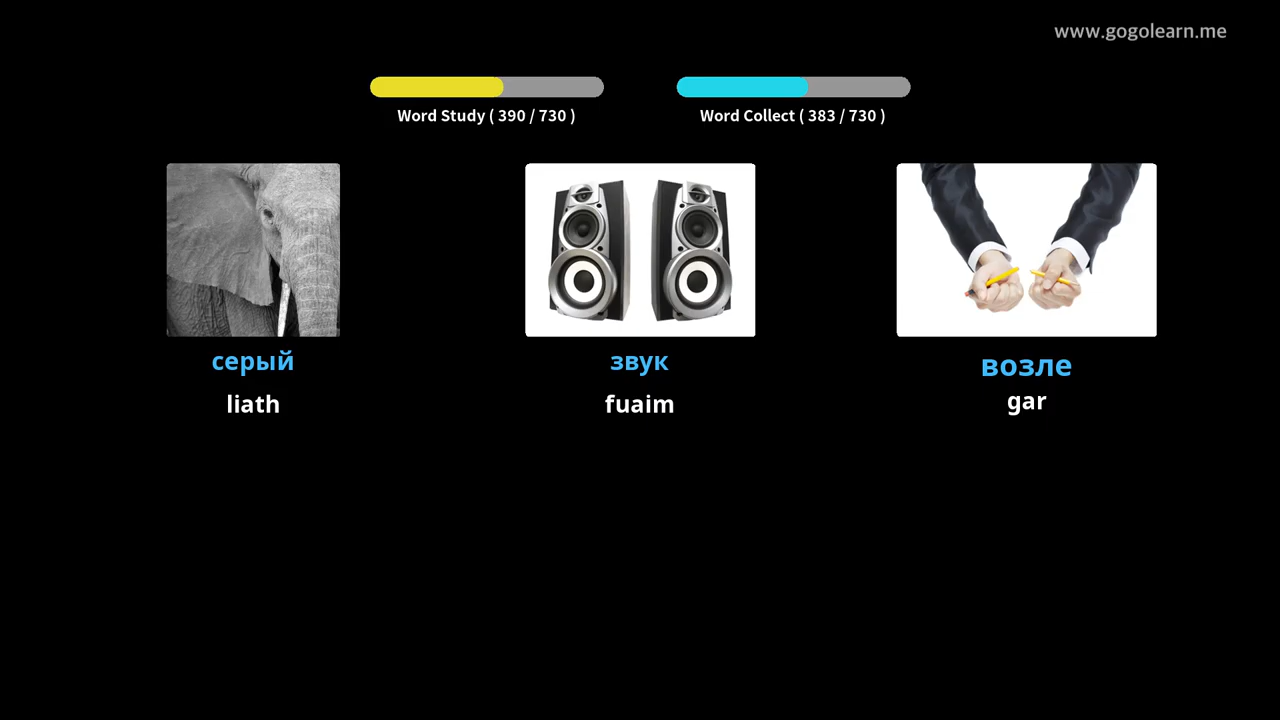 www.gogolearn.me
Word Study ( 390 / 730 )
Word Collect ( 383 / 730 )
серый
звук
возле
liath
fuaim
gar